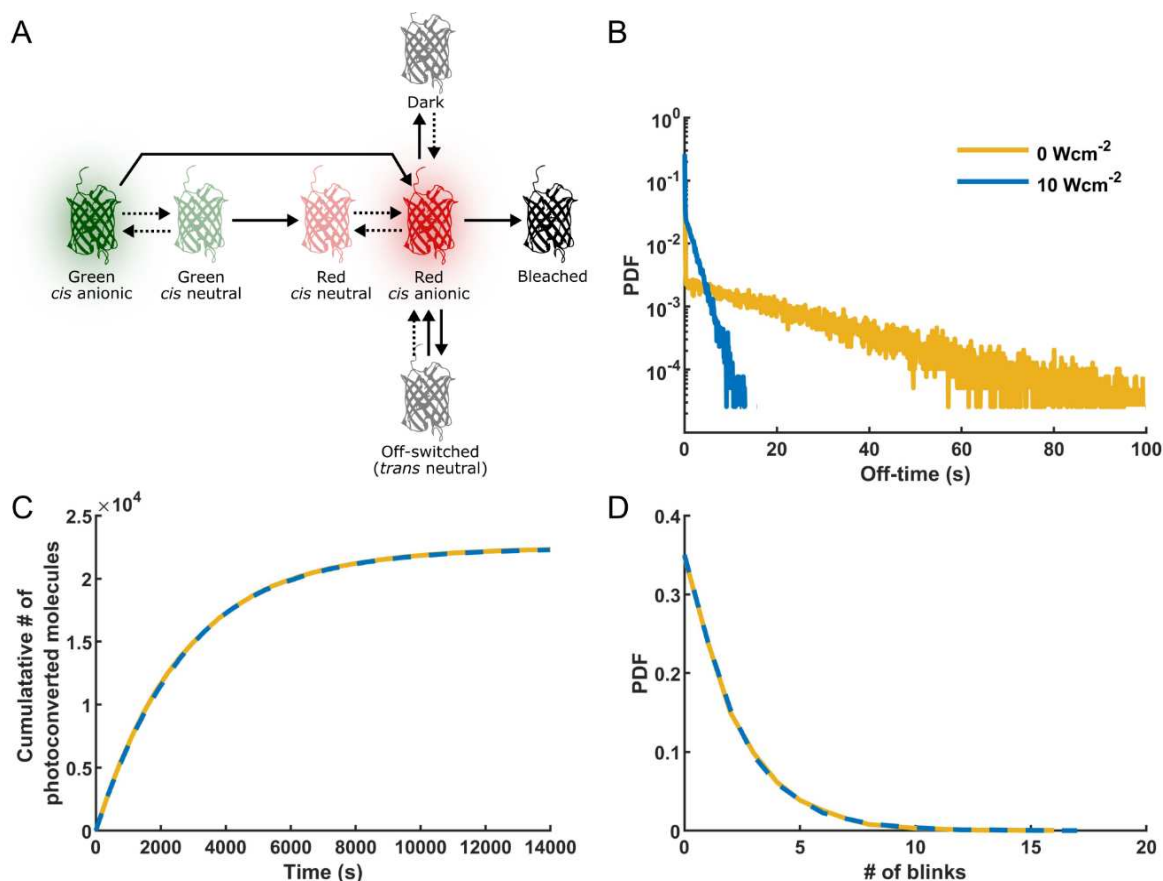 A
Dark
Green
cis anionic
Green
cis neutral
Red
cis neutral
Red
cis anionic
Bleached
Off-switched
(trans neutral)
B
PDF
10⁰
10⁻¹
10⁻²
10⁻³
10⁻⁴
0 Wcm⁻²
10 Wcm⁻²
0 20 40 60 80 100
Off-time (s)
C
×10⁴
Cumulatative # of
photoconverted molecules
2.5
2
1.5
1
0.5
0
0 2000 4000 6000 8000 10000 12000 14000
Time (s)
D
PDF
0.4
0.3
0.2
0.1
0
0 5 10 15 20
# of blinks